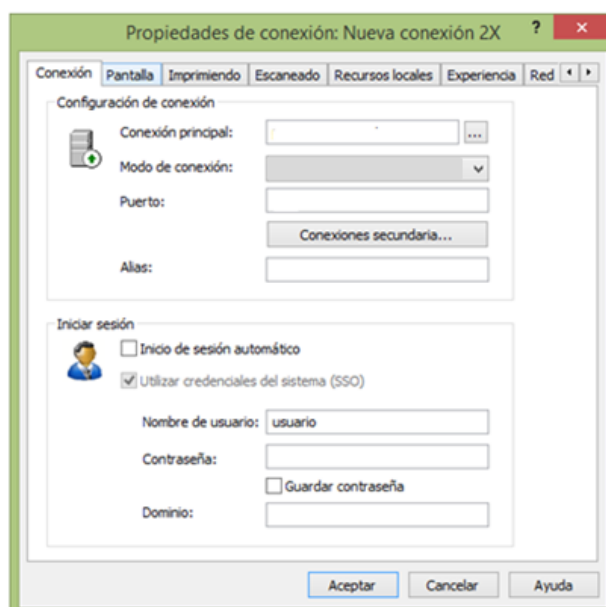 Propiedades de conexión: Nueva conexión 2X ? ×
Conexión Pantalla Imprimiendo Escaneado Recursos locales Experiencia Red
Configuración de conexión
Conexión principal: ...
Modo de conexión:
Puerto:
Conexiones secundaria...
Alias:
Iniciar sesión
Inicio de sesión automático
Utilizar credenciales del sistema (SSO)
Nombre de usuario: usuario
Contraseña:
Guardar contraseña
Dominio:
Aceptar Cancelar Ayuda